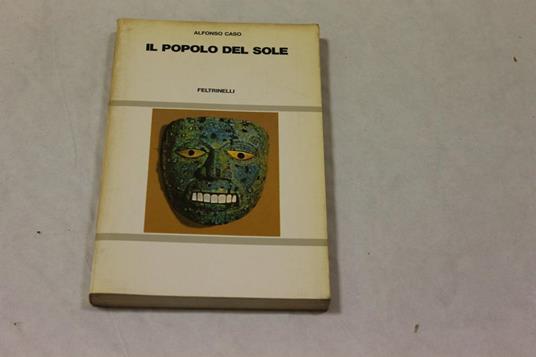 ALFONSO CASO
IL POPOLO DEL SOLE
FELTRINELLI